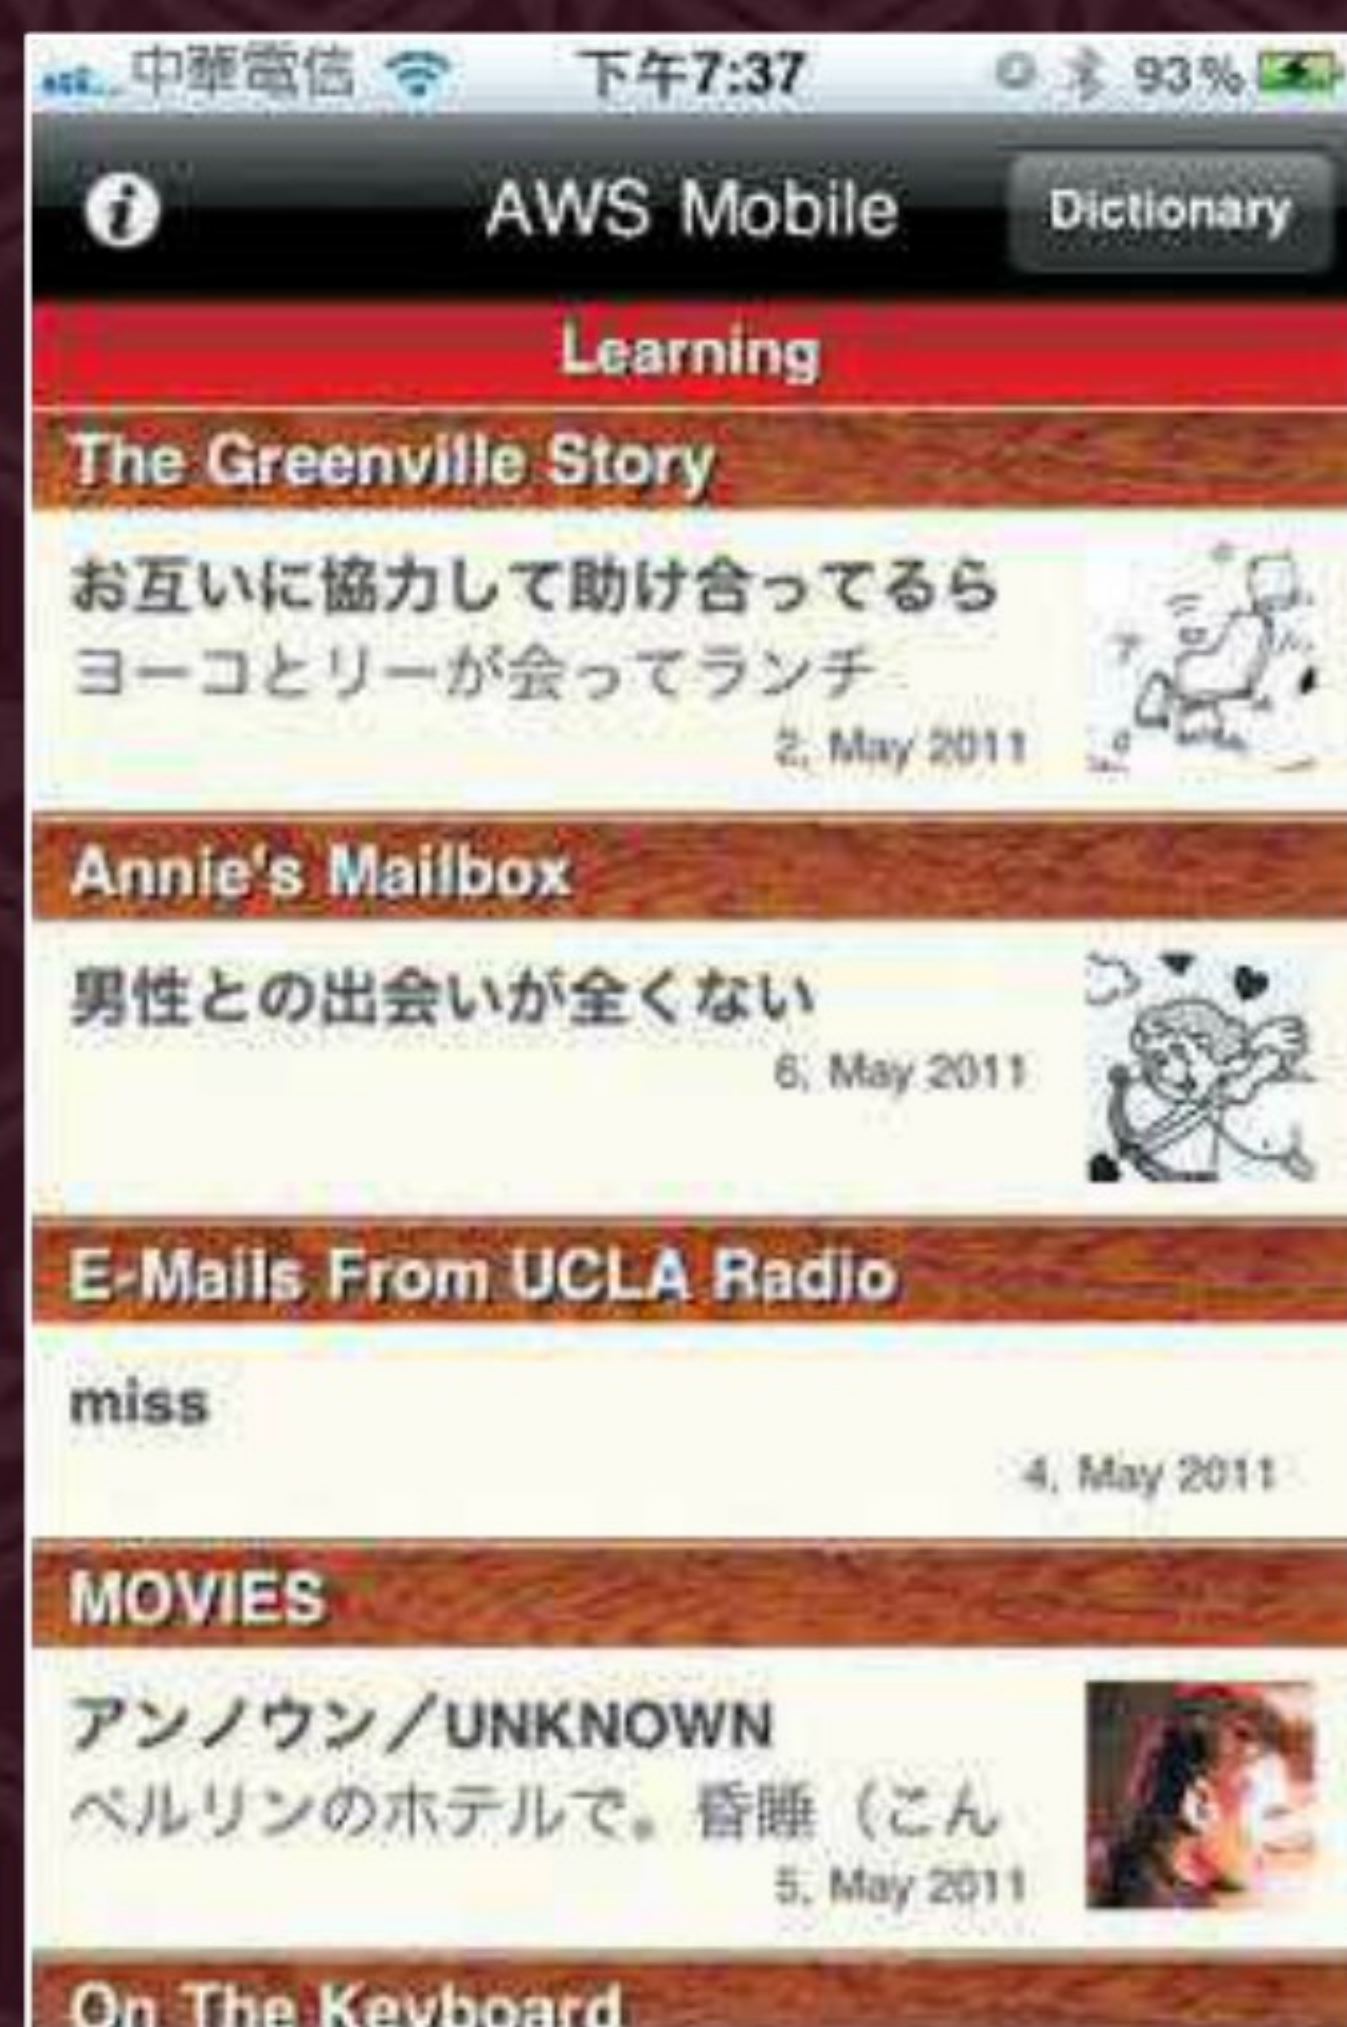 中華電信 下午7:37 93%
AWS Mobile Dictionary
Learning
The Greenville Story
お互いに協力して助け合ってるら
ヨーコとリーが会ってランチ
2, May 2011
Annie's Mailbox
男性との出会いが全くない
6, May 2011
E-Mails From UCLA Radio
miss
4, May 2011
MOVIES
アンノウン／UNKNOWN
ベルリンのホテルで。昏睡（こん
5, May 2011
On The Keyboard